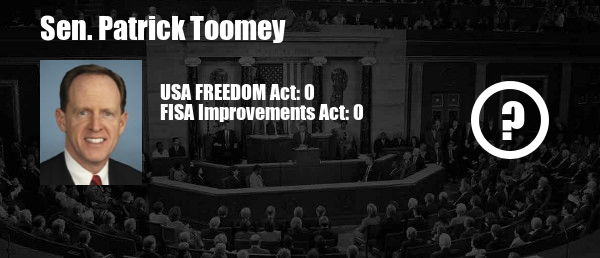 Sen. Patrick Toomey
USA FREEDOM Act: 0
FISA Improvements Act: 0
?